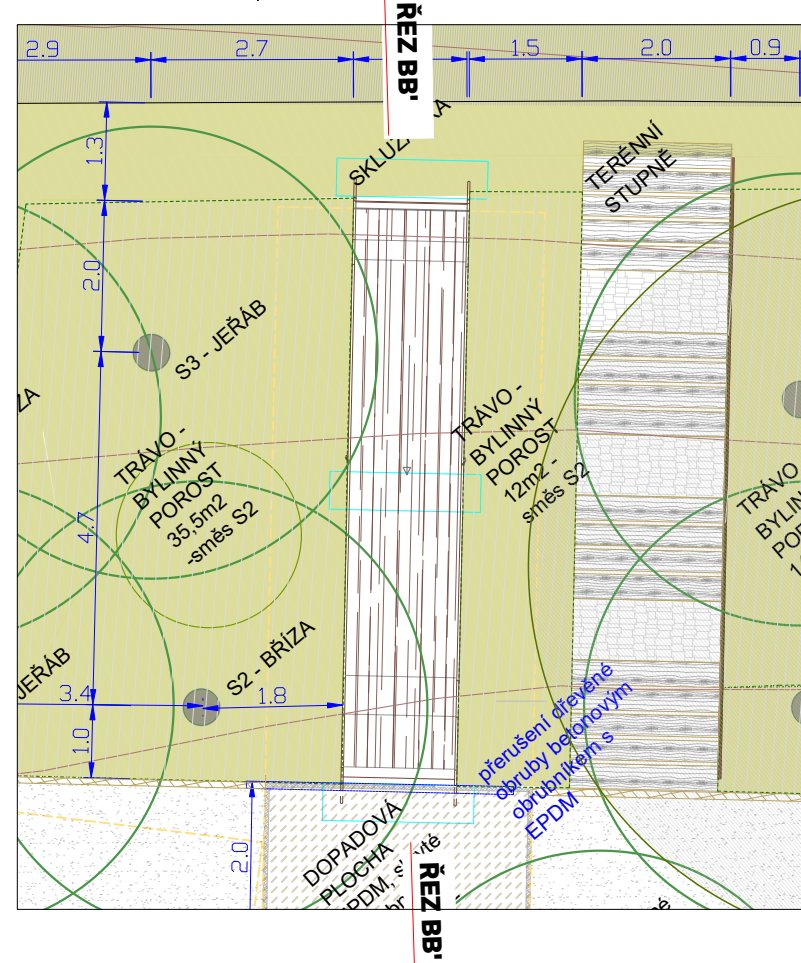 ŘEZ BB'
2.9
2.7
1.5
2.0
0.9
1.3
TERÉNNÍ
STUPNĚ
2.0
S3 - JEŘÁB
TRÁVO -
BYLINNÝ
POROST
35,5m2
-směs S2
TRÁVO -
BYLINNÝ
POROST
12m2 -
směs S2
TRÁVO
4.7
JEŘÁB
S2 - BŘÍZA
3.4
1.8
1.0
přerušení dřevěné
obruby betonovým
obrubníkem s
EPDM
2.0
DOPADOVÁ
PLOCHA
ŘEZ BB'